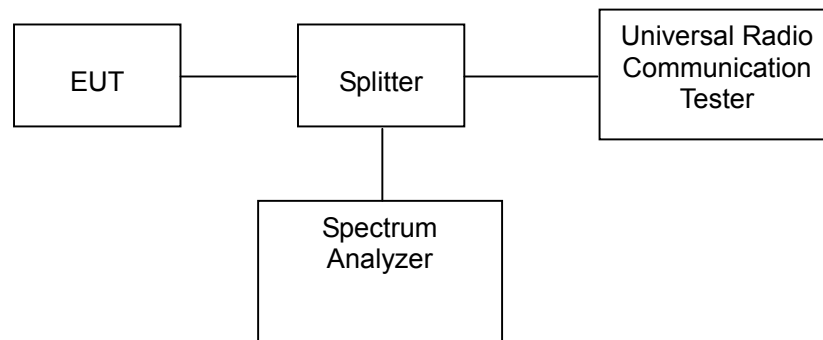 EUT
Splitter
Universal Radio
Communication
Tester
Spectrum
Analyzer